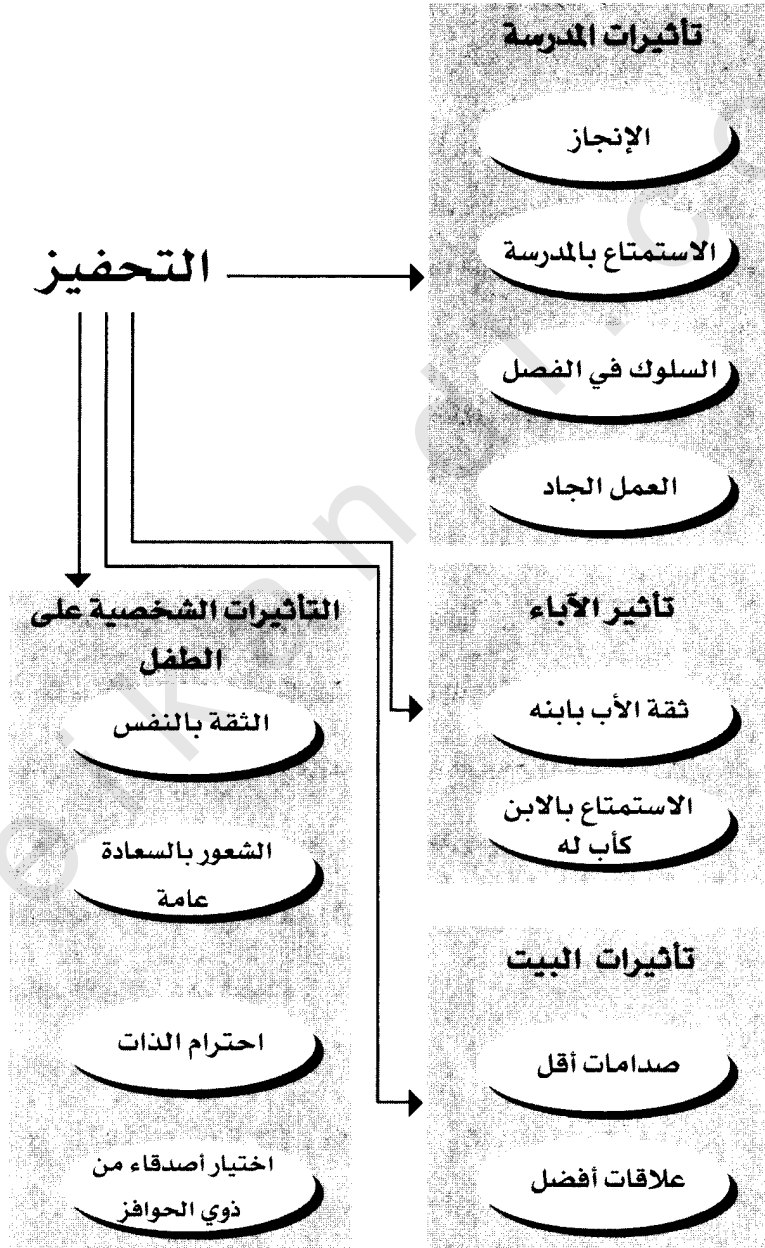 تأثيرات المدرسة
الإنجاز
الاستمتاع بالمدرسة
السلوك في الفصل
العمل الجاد
التحفيز
تأثير الآباء
ثقة الأب بابنه
الاستمتاع بالابن
كأب له
التأثيرات الشخصية على
الطفل
الثقة بالنفس
الشعور بالسعادة
عامة
احترام الذات
اختيار أصدقاء من
ذوي الحوافز
تأثيرات البيت
صدامات أقل
علاقات أفضل